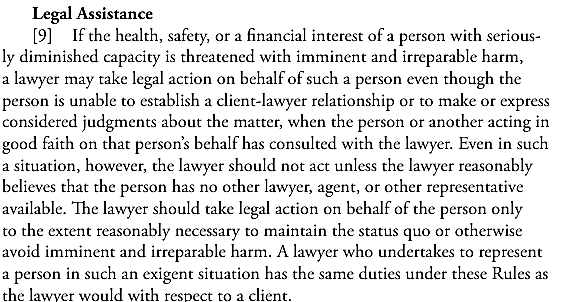 Legal Assistance
[9] If the health, safety, or a financial interest of a person with serious-
ly diminished capacity is threatened with imminent and irreparable harm,
a lawyer may take legal action on behalf of such a person even though the
person is unable to establish a client-lawyer relationship or to make or express
considered judgments about the matter, when the person or another acting in
good faith on that person's behalf has consulted with the lawyer. Even in such
a situation, however, the lawyer should not act unless the lawyer reasonably
believes that the person has no other lawyer, agent, or other representative
available. The lawyer should take legal action on behalf of the person only
to the extent reasonably necessary to maintain the status quo or otherwise
avoid imminent and irreparable harm. A lawyer who undertakes to represent
a person in such an exigent situation has the same duties under these Rules as
the lawyer would with respect to a client.